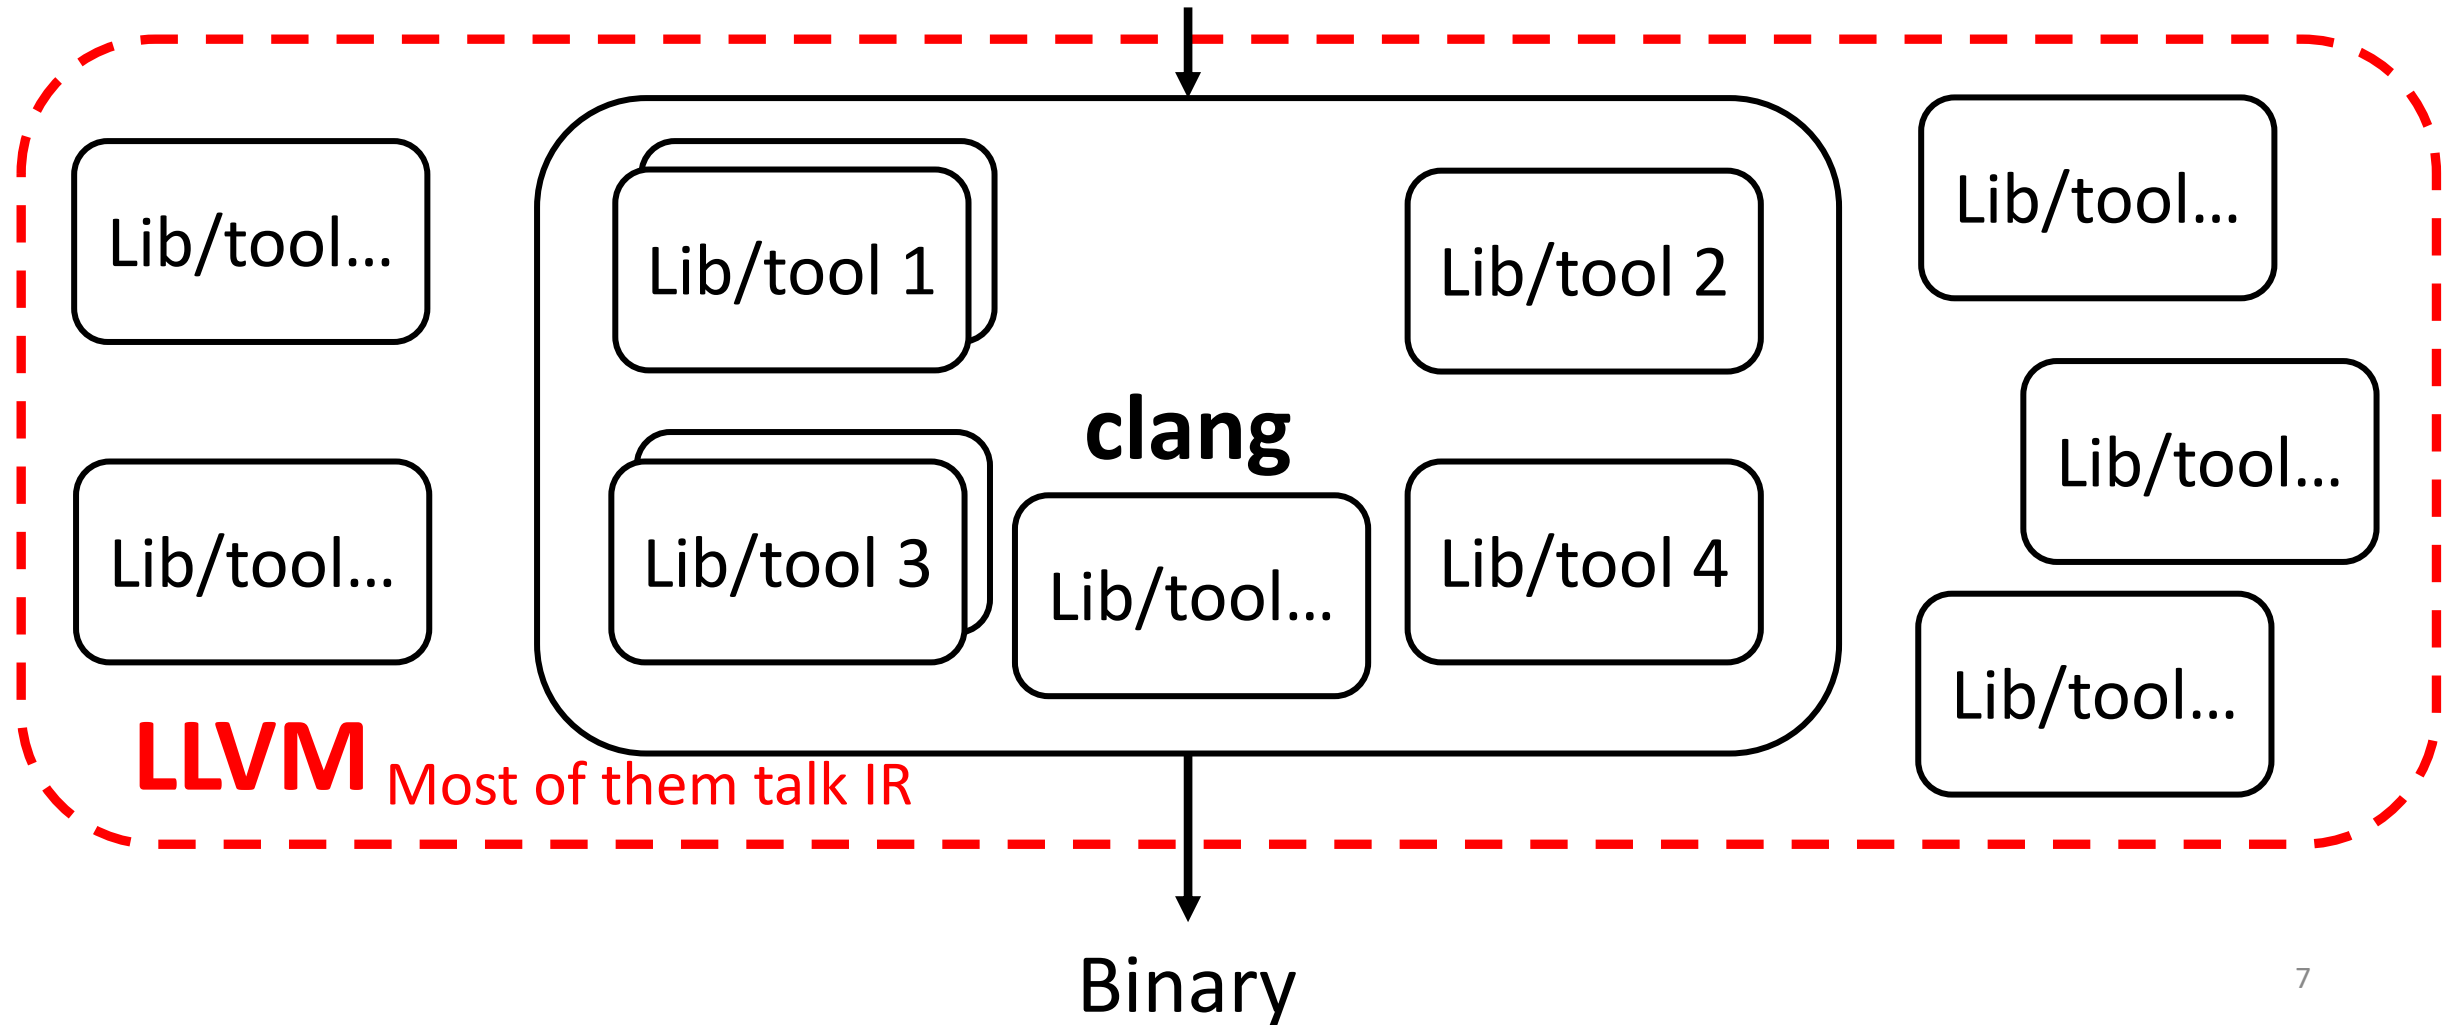 Lib/tool...
Lib/tool...
Lib/tool 1
Lib/tool 2
clang
Lib/tool 3
Lib/tool...
Lib/tool 4
Lib/tool...
Lib/tool...
Lib/tool...
LLVM Most of them talk IR
Binary
7